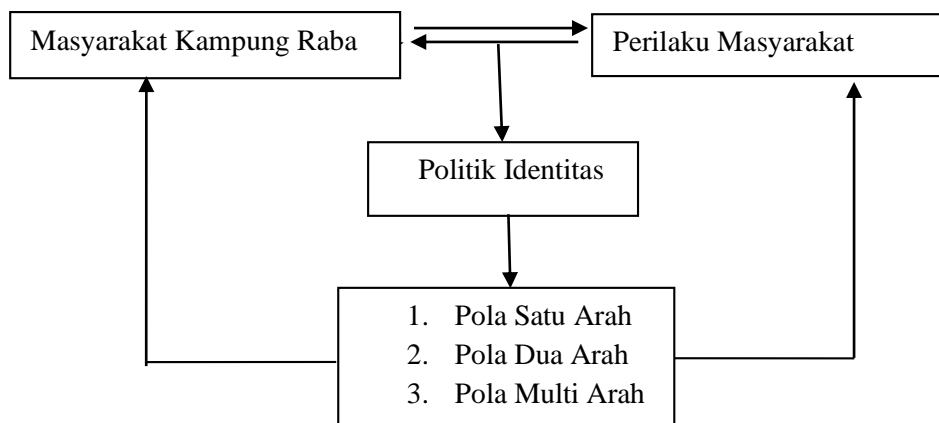 Masyarakat Kampung Raba
Perilaku Masyarakat
Politik Identitas
1. Pola Satu Arah
2. Pola Dua Arah
3. Pola Multi Arah